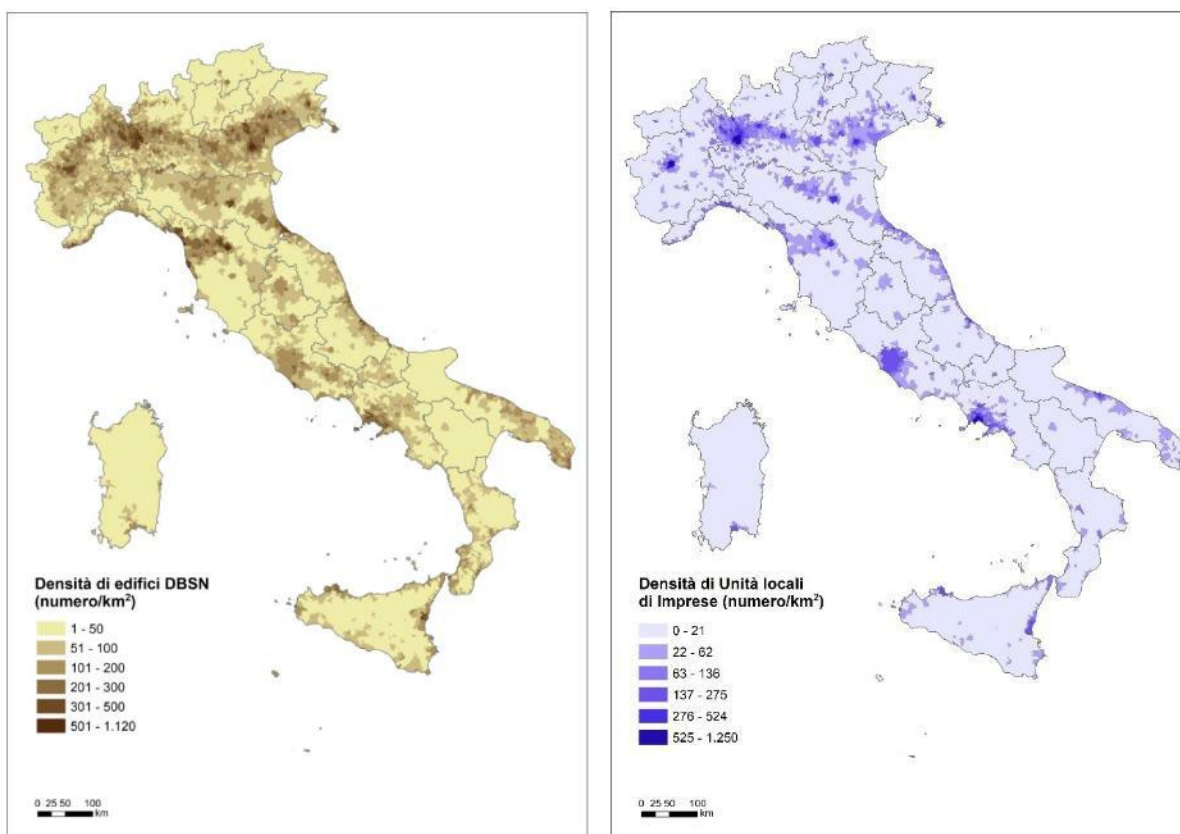 Densità di edifici DBSN
(numero/km²)
1 - 50
51 - 100
101 - 200
201 - 300
301 - 500
501 - 1.120
0 25 50 100
km
Densità di Unità locali
di Imprese (numero/km²)
0 - 21
22 - 62
63 - 136
137 - 275
276 - 524
525 - 1.250
0 25 50 100
km